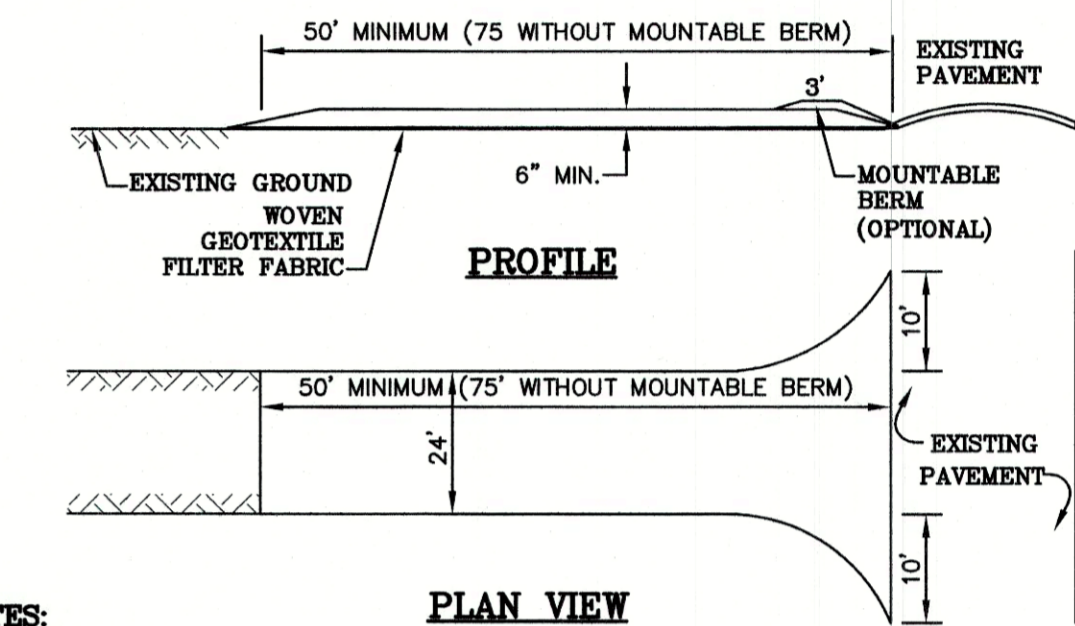 50' MINIMUM (75 WITHOUT MOUNTABLE BERM)
EXISTING
PAVEMENT
3'
6" MIN.
EXISTING GROUND
WOVEN
GEOTEXTILE
FILTER FABRIC
MOUNTABLE
BERM
(OPTIONAL)
PROFILE
10'
50' MINIMUM (75' WITHOUT MOUNTABLE BERM)
24'
EXISTING
PAVEMENT
10'
PLAN VIEW
TES: